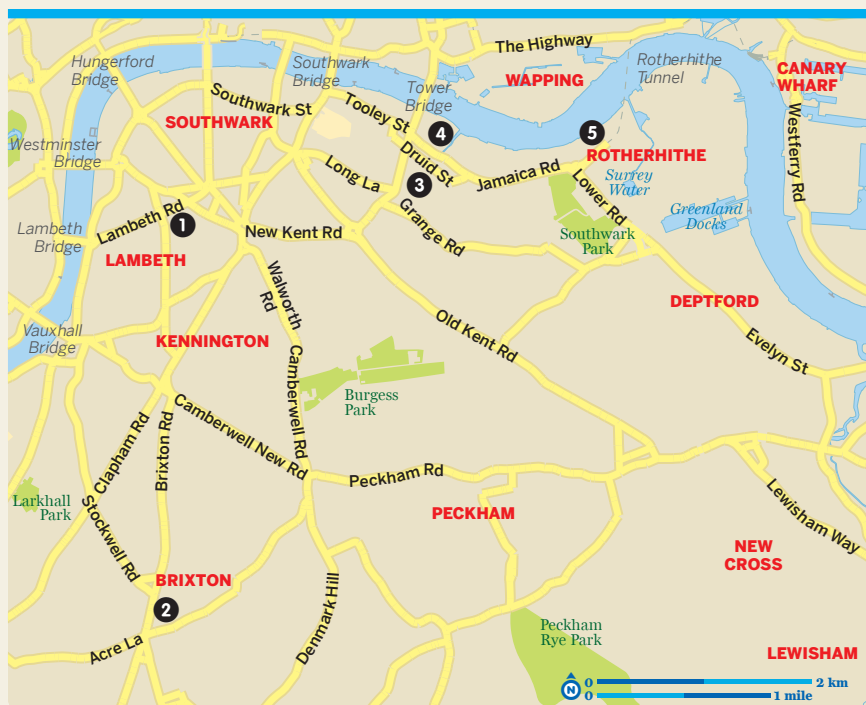 The Highway
Hungerford
Bridge
Southwark
Bridge
Rotherhithe
Tunnel
CANARY
WHARF
WAPPING
Tower
Bridge
Southwark St
Tooley St
SOUTHWARK
Westminster
Bridge
4
5
Westferry Rd
Druid St
ROTHERHITHE
Long La
3
Jamaica Rd
Surrey
Water
Lower Rd
Lambeth Rd
1
Grange Rd
Greenland
Docks
Lambeth
Bridge
New Kent Rd
Southwark
Park
LAMBETH
Walworth
Rd
DEPTFORD
Vauxhall
Bridge
KENNINGTON
Old Kent Rd
Evelyn St
Camberwell Rd
Burgess
Park
Camberwell New Rd
Clapham Rd
Brixton Rd
Peckham Rd
Larkhall
Park
Stockwell Rd
PECKHAM
Lewisham Way
NEW
CROSS
BRIXTON
2
Denmark Hill
Acre La
Peckham
Rye Park
LEWISHAM
N
0 2 km
0 1 mile